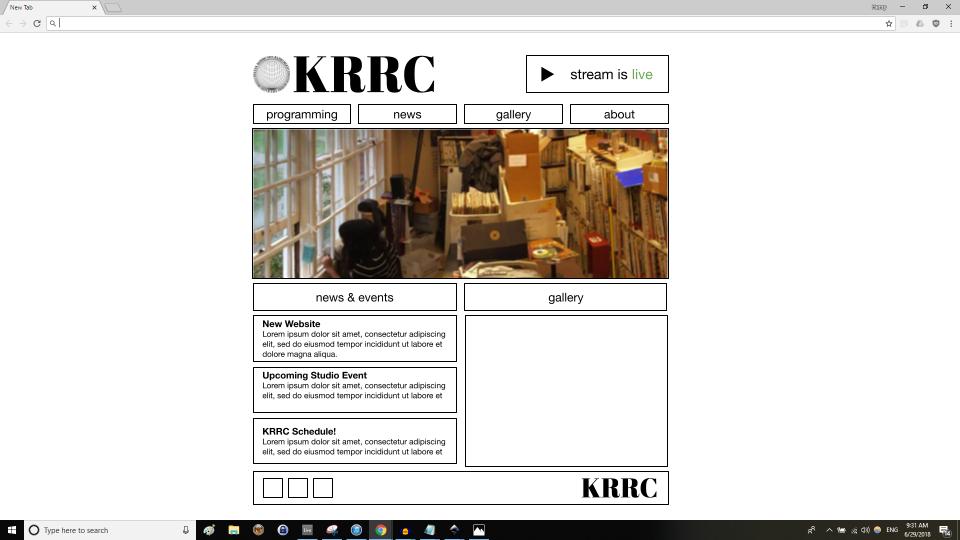 New Tab
KRRC
stream is live
programming
news
gallery
about
news & events
gallery
New Website
Lorem ipsum dolor sit amet, consectetur adipiscing
elit, sed do eiusmod tempor incididunt ut labore et
dolore magna aliqua.
Upcoming Studio Event
Lorem ipsum dolor sit amet, consectetur adipiscing
elit, sed do eiusmod tempor incididunt ut labore et
KRRC Schedule!
Lorem ipsum dolor sit amet, consectetur adipiscing
elit, sed do eiusmod tempor incididunt ut labore et
KRRC
Type here to search
ENG
9:31 AM
6/29/2018